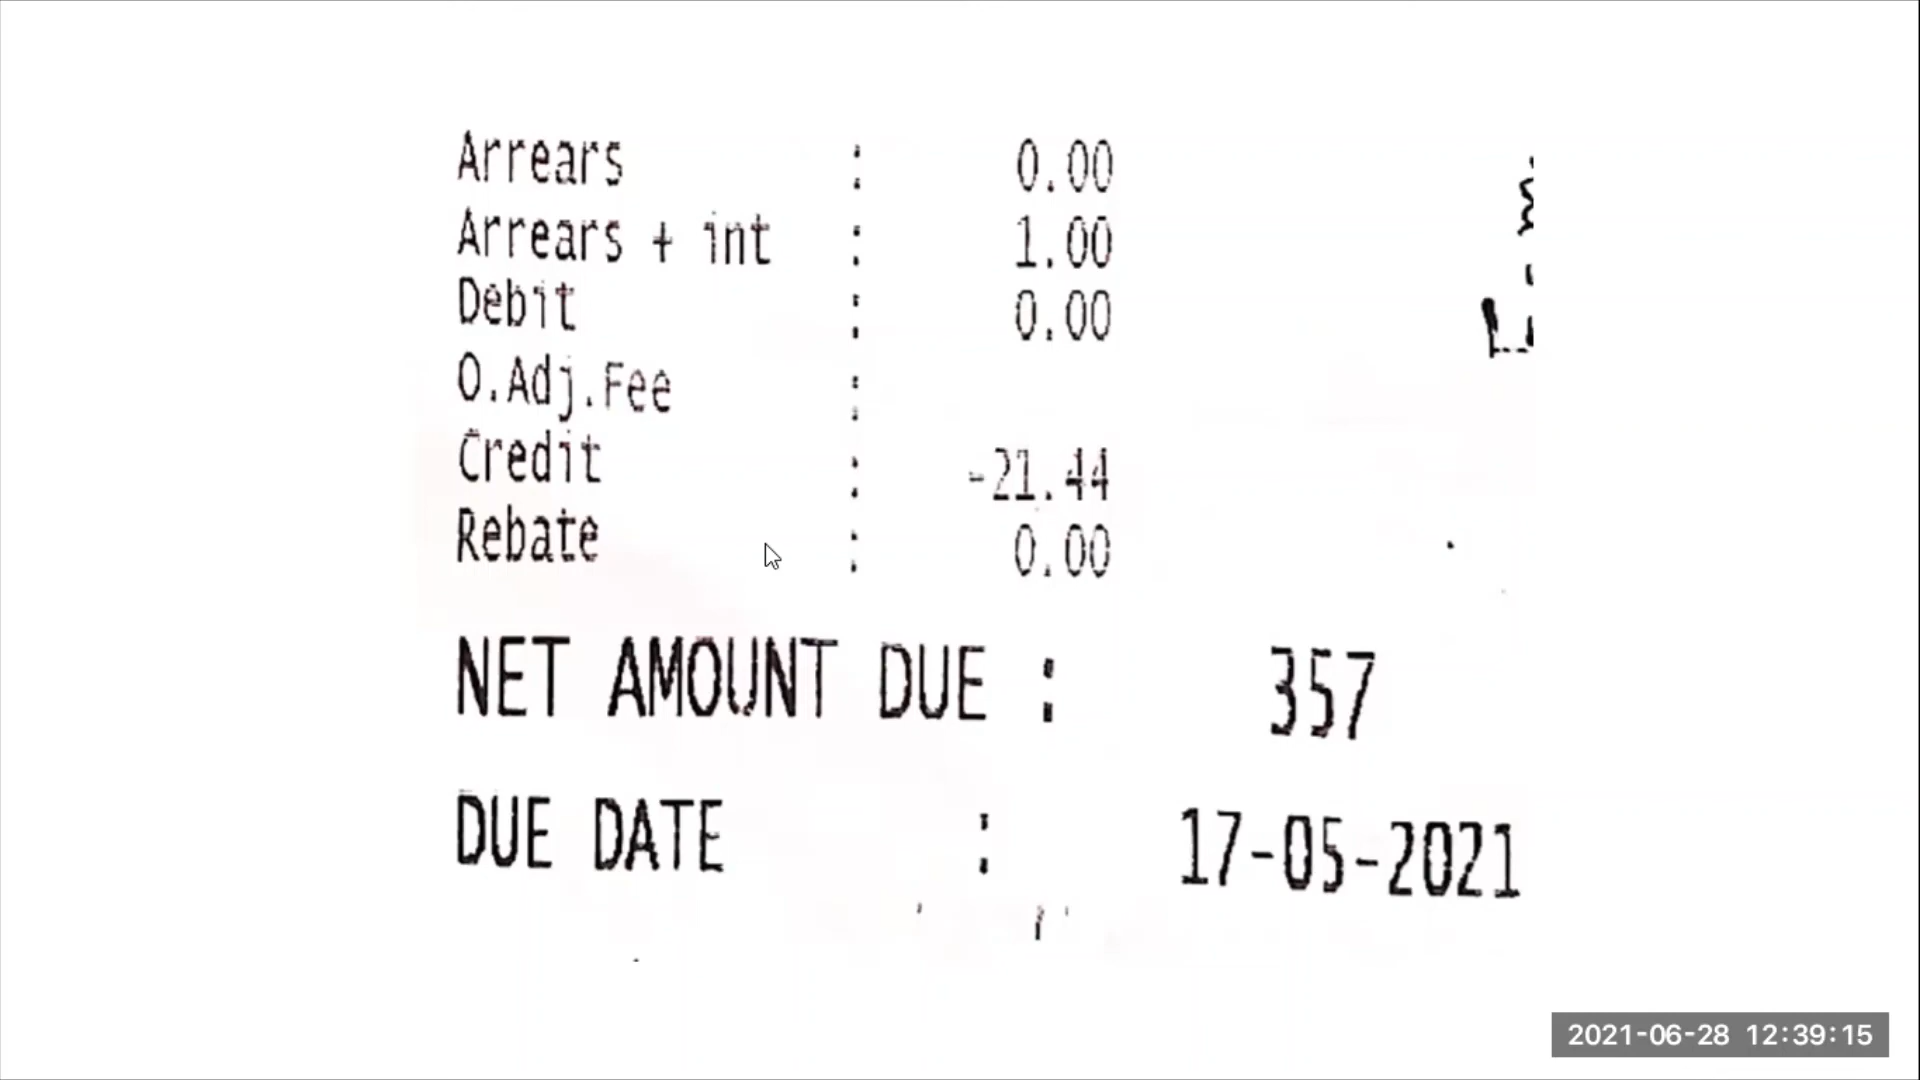 Arrears : 0.00
Arrears + int : 1.00
Debit : 0.00
O.Adj.Fee :
Credit : -21.44
Rebate : 0.00
NET AMOUNT DUE : 357
DUE DATE : 17-05-2021
2021-06-28 12:39:15